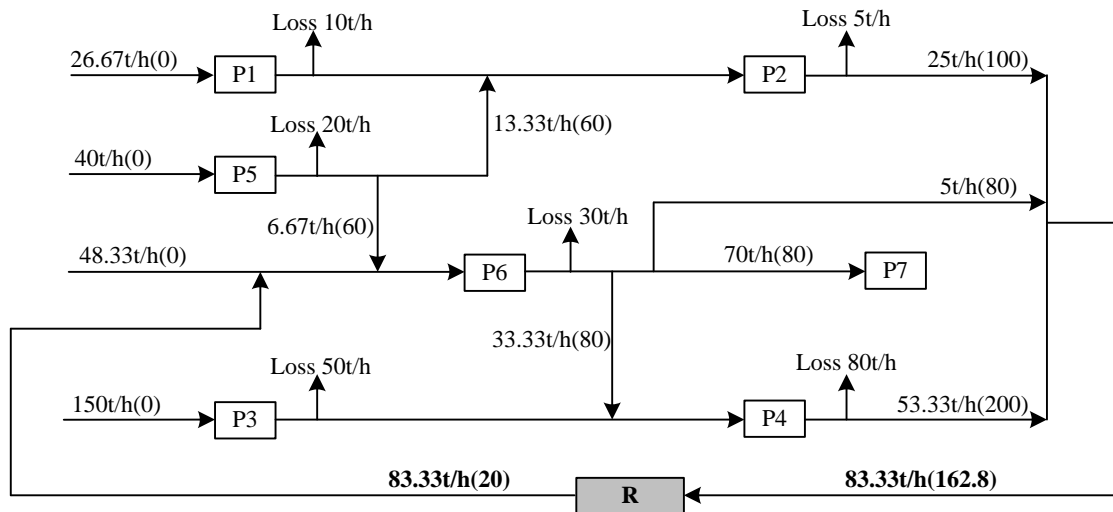 Loss 10t/h
Loss 5t/h
26.67t/h(0)
P1
P2
25t/h(100)
Loss 20t/h
13.33t/h(60)
40t/h(0)
P5
5t/h(80)
6.67t/h(60)
Loss 30t/h
48.33t/h(0)
P6
70t/h(80)
P7
33.33t/h(80)
Loss 50t/h
Loss 80t/h
150t/h(0)
P3
P4
53.33t/h(200)
83.33t/h(20)
R
83.33t/h(162.8)